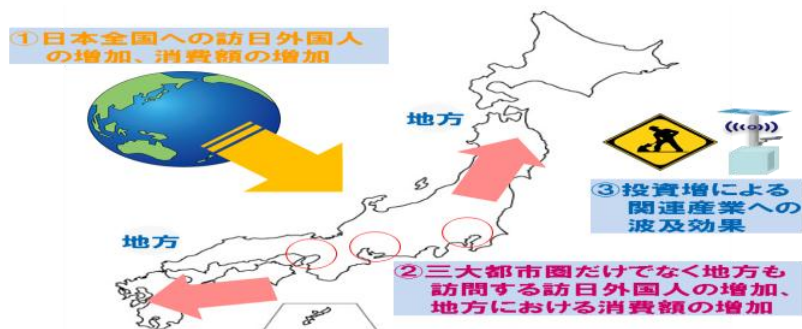 ①日本全国への訪日外国人
の増加、消費額の増加
地方
地方
③投資増による
関連産業への
波及効果
②三大都市圏だけでなく地方も
訪問する訪日外国人の増加、
地方における消費額の増加